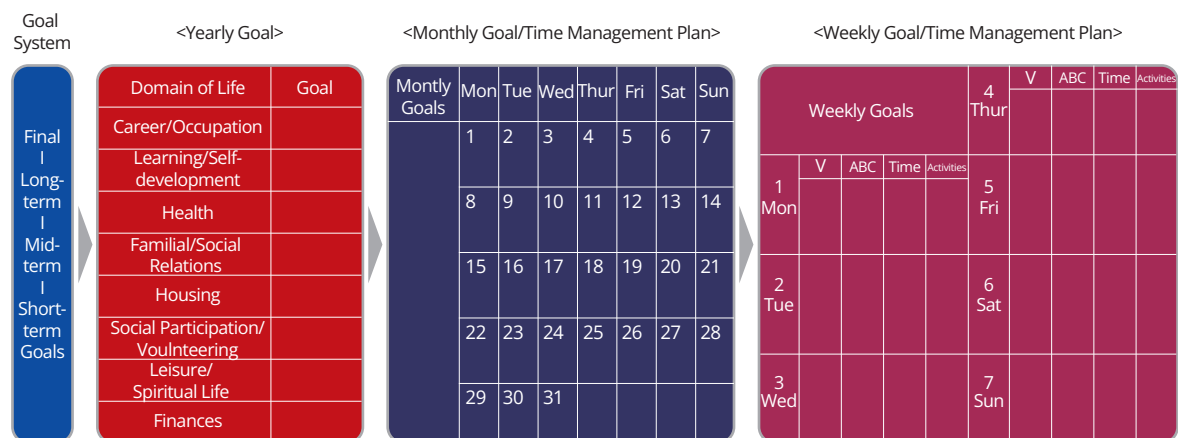 Goal
System
<Yearly Goal>
<Monthly Goal/Time Management Plan>
<Weekly Goal/Time Management Plan>
Final
I
Long-
term
I
Mid-
term
I
Short-
term
Goals
Domain of Life Goal
Career/Occupation
Learning/Self-
development
Health
Familial/Social
Relations
Housing
Social Participation/
Voulnteering
Leisure/
Spiritual Life
Finances
Montly
Goals
Mon Tue Wed Thur Fri Sat Sun
1 2 3 4 5 6 7
8 9 10 11 12 13 14
15 16 17 18 19 20 21
22 23 24 25 26 27 28
29 30 31
Weekly Goals
V ABC Time Activities
1
Mon
2
Tue
3
Wed
V ABC Time Activities
4
Thur
5
Fri
6
Sat
7
Sun